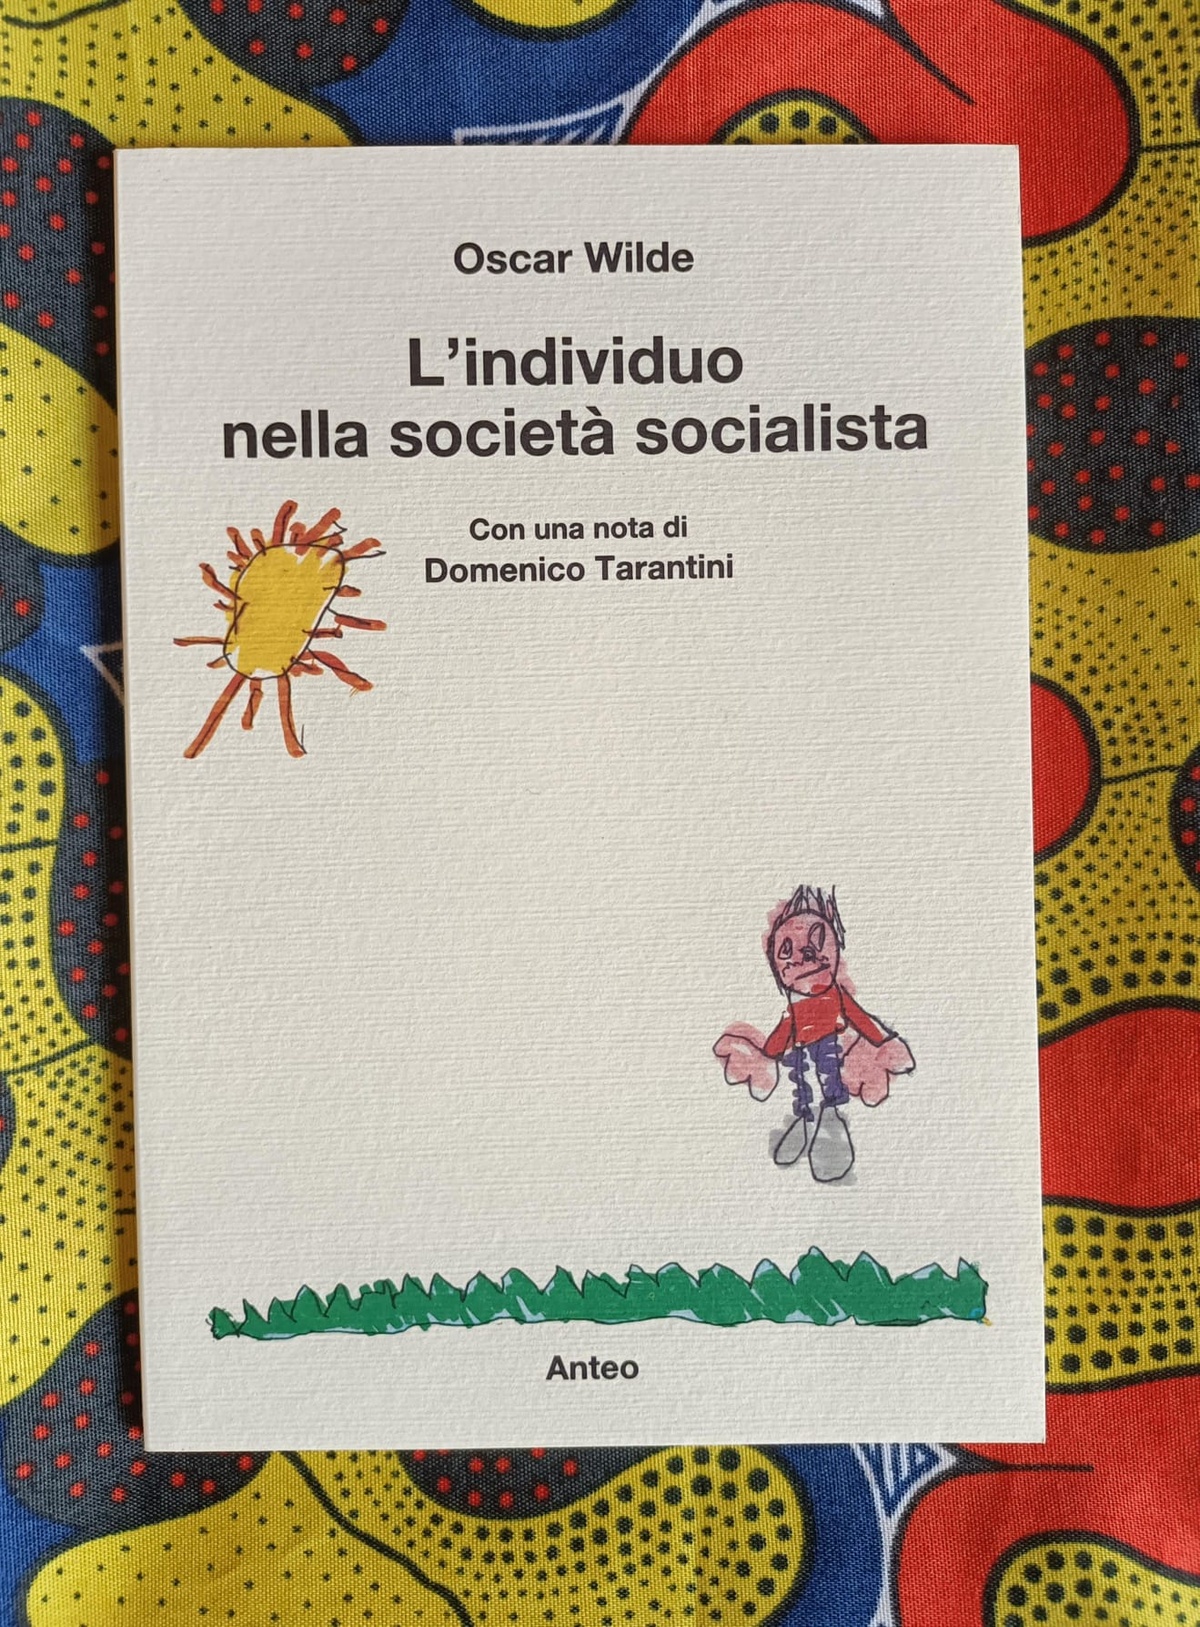 Oscar Wilde
L’individuo
nella società socialista
Con una nota di
Domenico Tarantini
Anteo